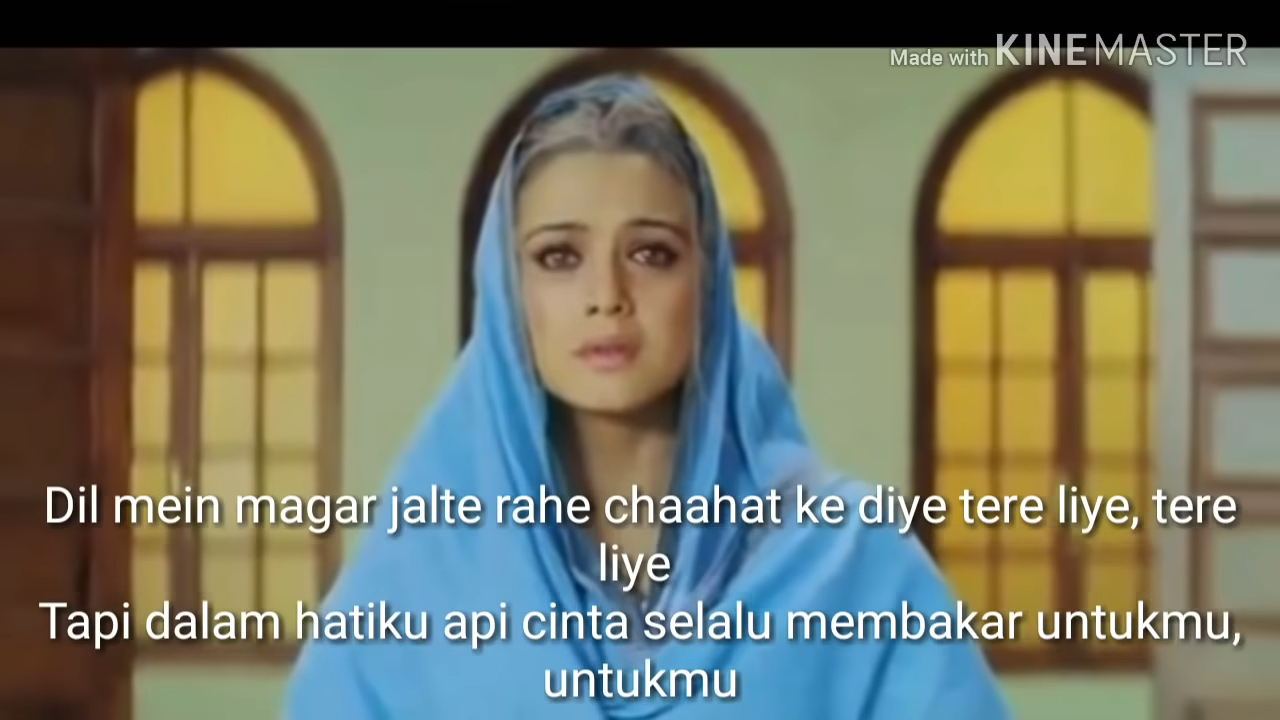 Made with KINEMASTER
Dil mein magar jalte rahe chaahat ke diye tere liye, tere
liye
Tapi dalam hatiku api cinta selalu membakar untukmu,
untukmu